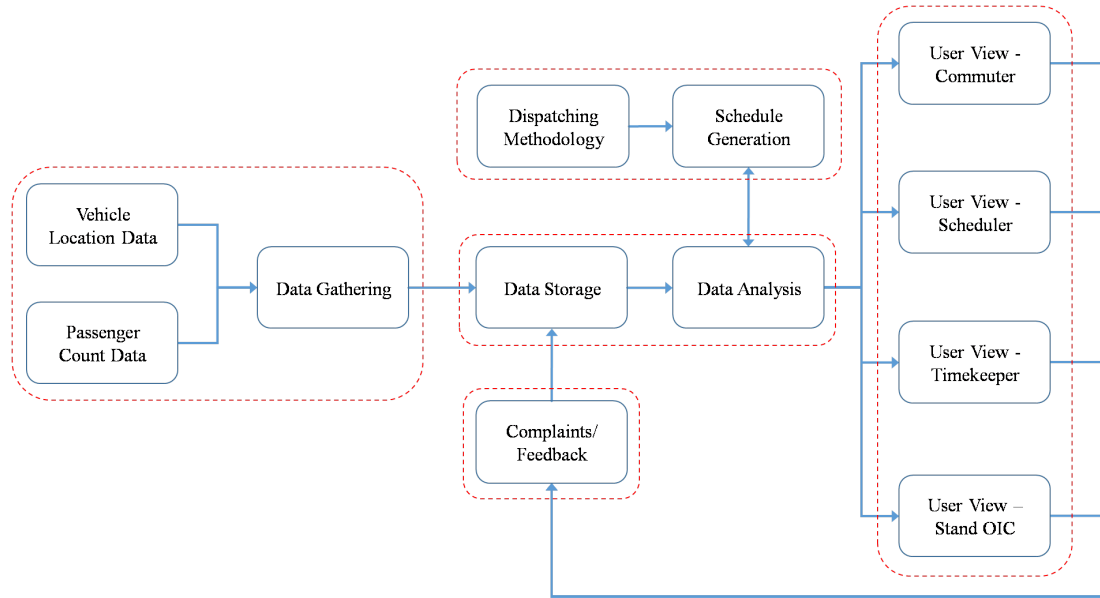 Vehicle
Location Data
Passenger
Count Data
Data Gathering
Dispatching
Methodology
Schedule
Generation
Data Storage
Data Analysis
Complaints/
Feedback
User View -
Commuter
User View -
Scheduler
User View -
Timekeeper
User View –
Stand OIC